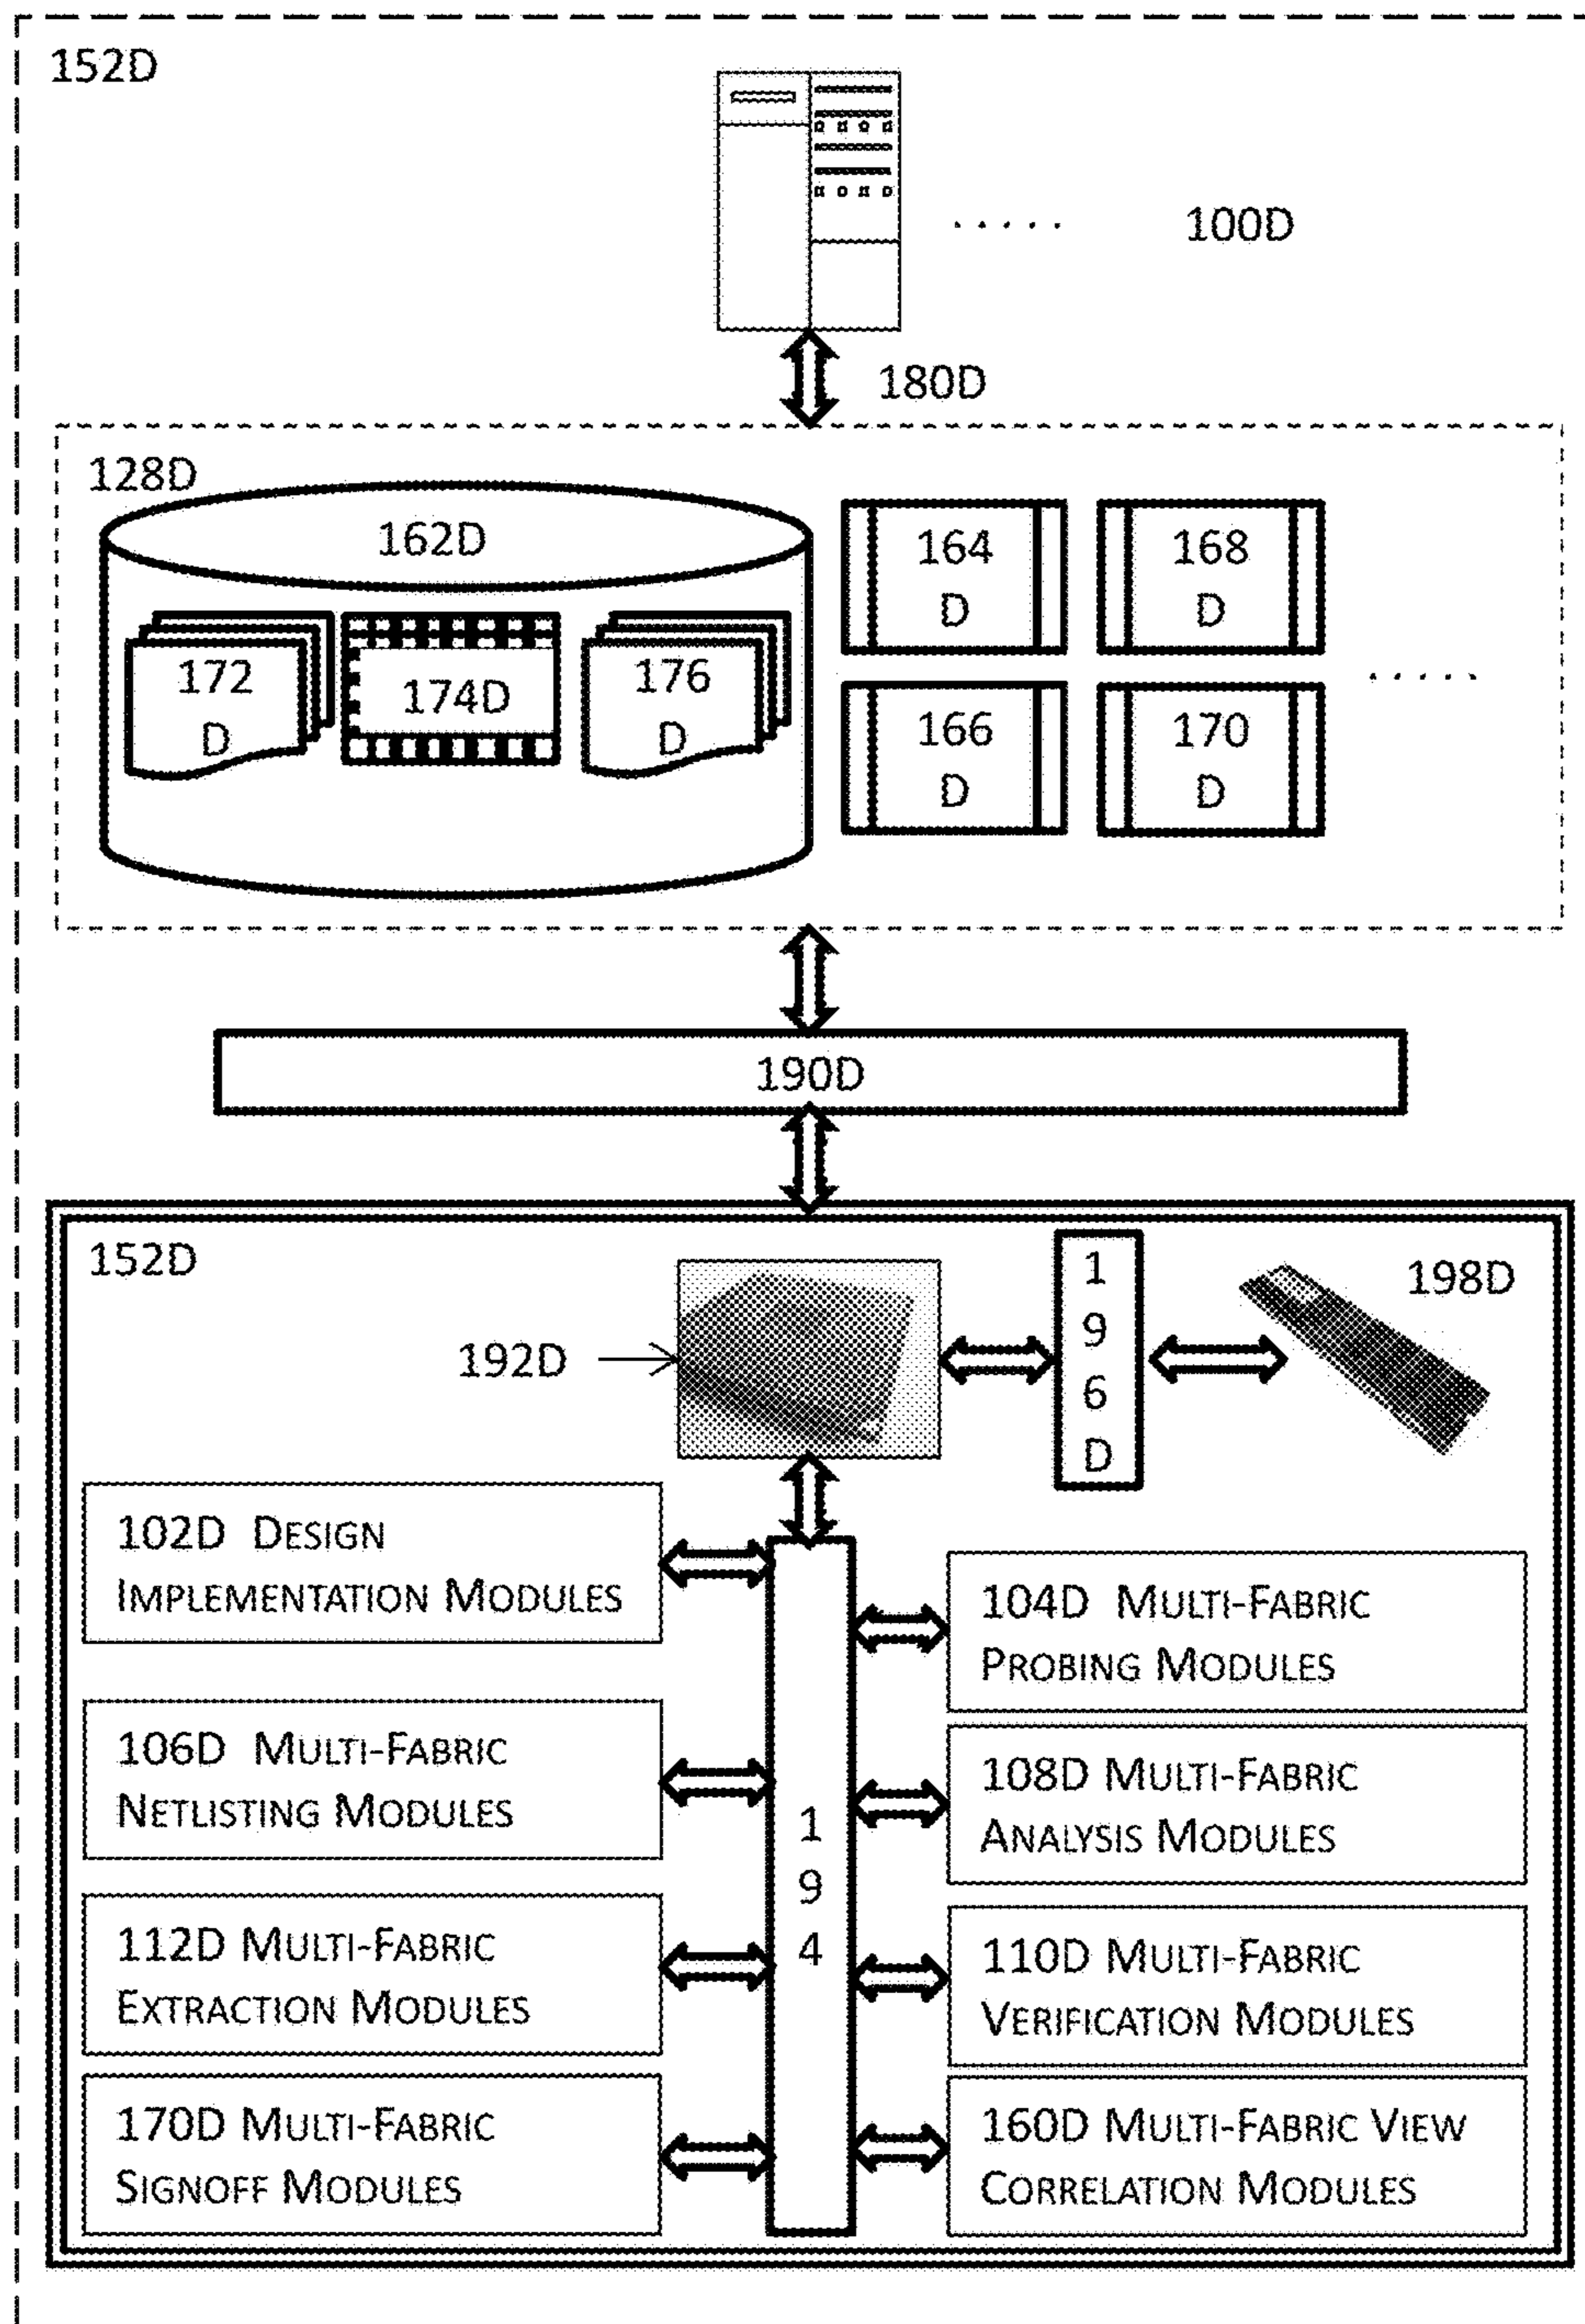 152D
100D
180D
128D
162D
164
D
168
D
172
D
174D
176
D
166
D
170
D
190D
152D
192D
1
9
6
D
198D
102D DESIGN
IMPLEMENTATION MODULES
104D MULTI-FABRIC
PROBING MODULES
106D MULTI-FABRIC
NETLISTING MODULES
108D MULTI-FABRIC
ANALYSIS MODULES
1
9
4
112D MULTI-FABRIC
EXTRACTION MODULES
110D MULTI-FABRIC
VERIFICATION MODULES
170D MULTI-FABRIC
SIGNOFF MODULES
160D MULTI-FABRIC VIEW
CORRELATION MODULES